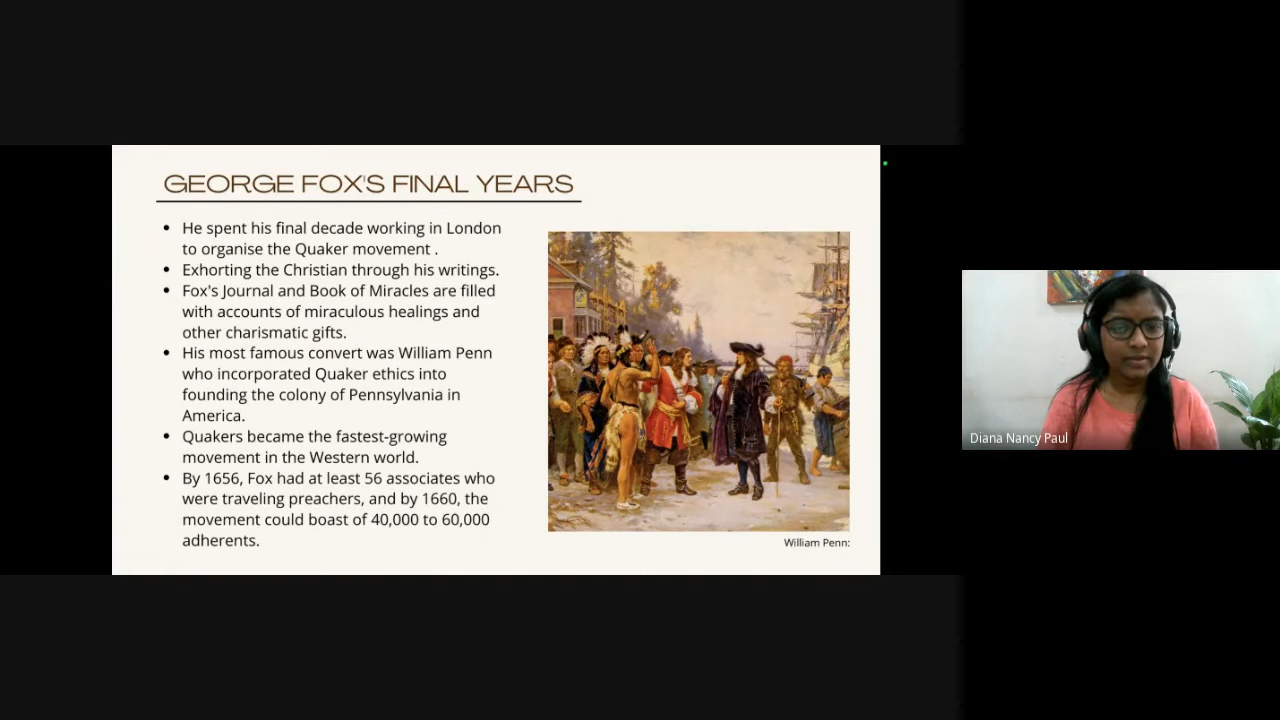 GEORGE FOX'S FINAL YEARS
• He spent his final decade working in London
to organise the Quaker movement .
• Exhorting the Christian through his writings.
• Fox's Journal and Book of Miracles are filled
with accounts of miraculous healings and
other charismatic gifts.
• His most famous convert was William Penn
who incorporated Quaker ethics into
founding the colony of Pennsylvania in
America.
• Quakers became the fastest-growing
movement in the Western world.
• By 1656, Fox had at least 56 associates who
were traveling preachers, and by 1660, the
movement could boast of 40,000 to 60,000
adherents.
William Penn:
Diana Nancy Paul